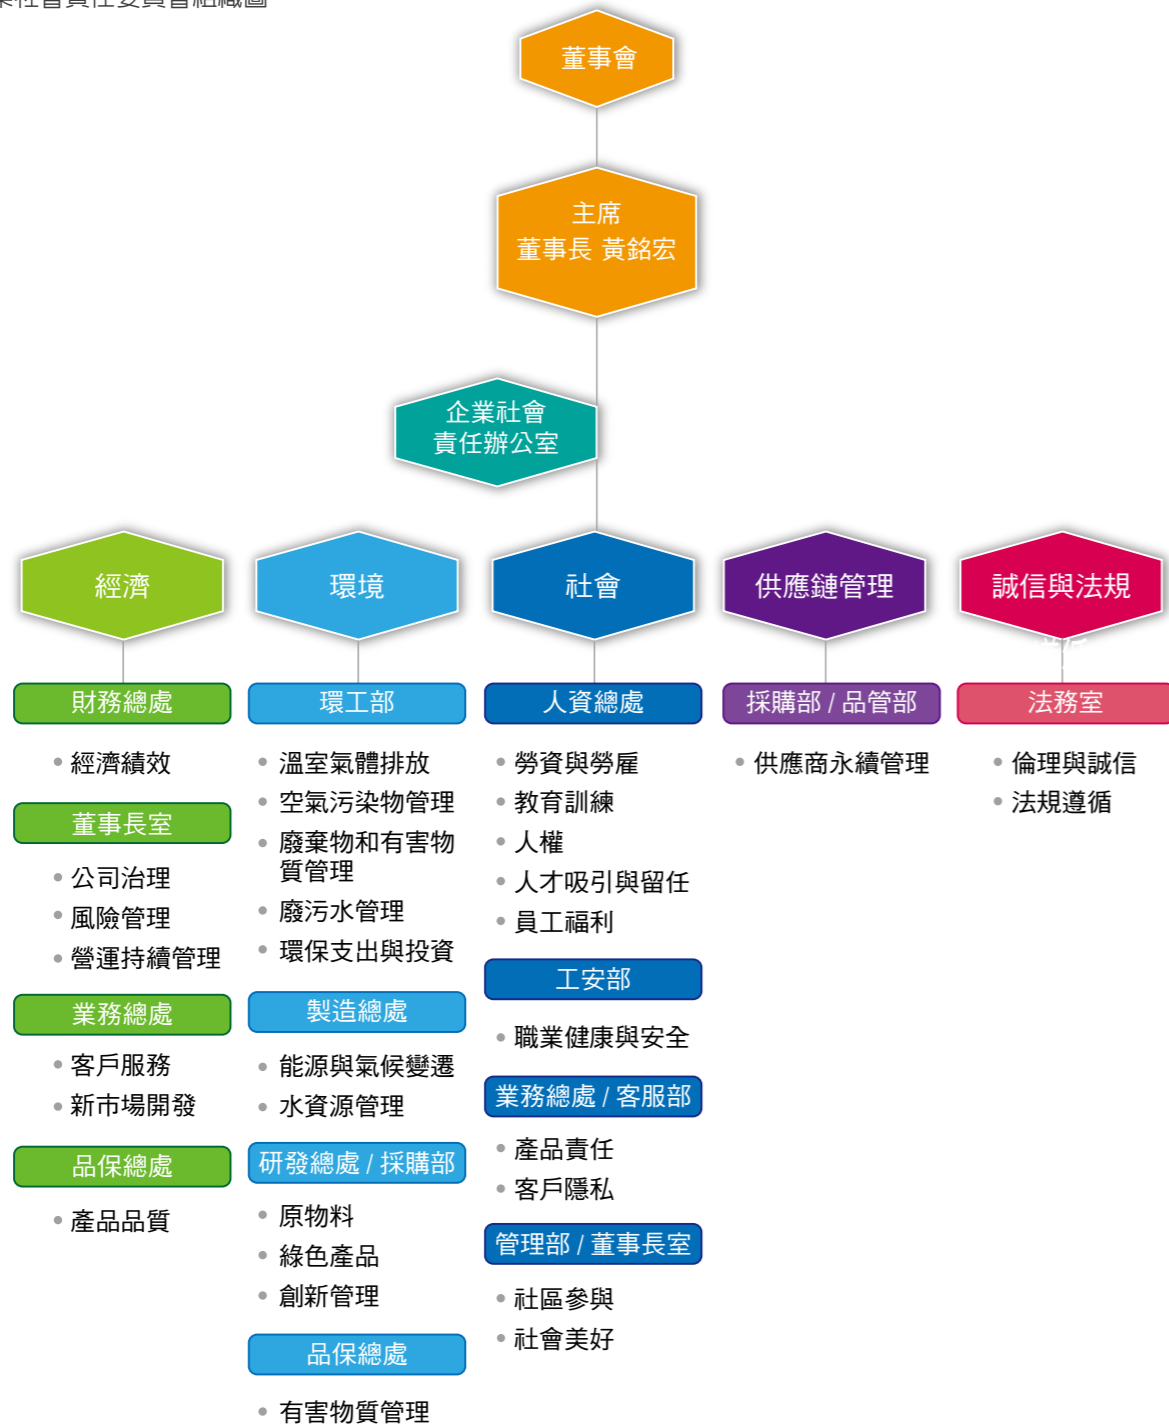 業社會責任委員會組織圖
董事會
主席
董事長 黃銘宏
企業社會
責任辦公室
經濟
財務總處
經濟績效
董事長室
公司治理
風險管理
營運持續管理
業務總處
客戶服務
新市場開發
品保總處
產品品質
環境
環工部
溫室氣體排放
空氣污染物管理
廢棄物和有害物
質管理
廢污水管理
環保支出與投資
製造總處
能源與氣候變遷
水資源管理
研發總處 / 採購部
原物料
綠色產品
創新管理
品保總處
有害物質管理
社會
人資總處
勞資與勞雇
教育訓練
人權
人才吸引與留任
員工福利
工安部
職業健康與安全
業務總處 / 客服部
產品責任
客戶隱私
管理部 / 董事長室
社區參與
社會美好
供應鏈管理
採購部 / 品管部
供應商永續管理
誠信與法規
法務室
倫理與誠信
法規遵循